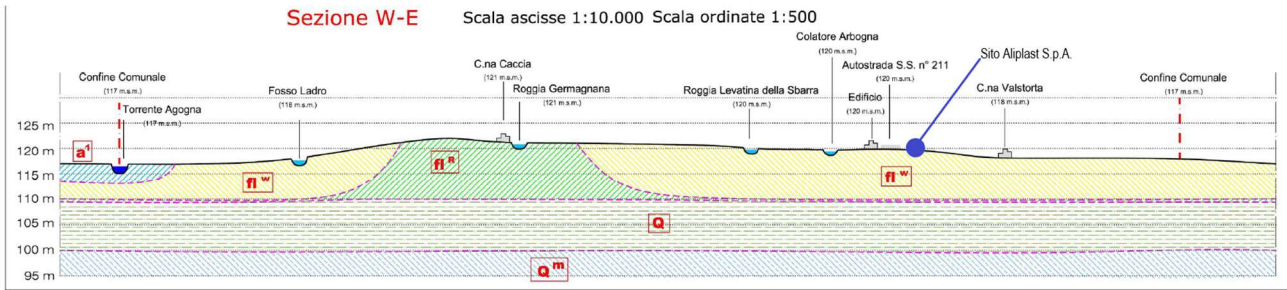 Sezione W-E Scala ascisse 1:10.000 Scala ordinate 1:500
Colatore Arbogna
(120 m.s.m.)
Sito Aliplast S.p.A.
C.na Caccia
(121 m.s.m.)
Autostrada S.S. n° 211
(120 m.s.m.)
Confine Comunale
(117 m.s.m.)
Fosso Ladro
(118 m.s.m.)
Roggia Germagnana
(121 m.s.m.)
Roggia Levatina della Sbarra
(120 m.s.m.)
Edificio
(120 m.s.m.)
C.na Valstorta
(118 m.s.m.)
Confine Comunale
(117 m.s.m.)
Torrente Agogna
(117 m.s.m.)
125 m
120 m
115 m
110 m
105 m
100 m
95 m
a¹
fl ᵂ
fl ᴿ
fl ᵂ
Q
Q ᵐ